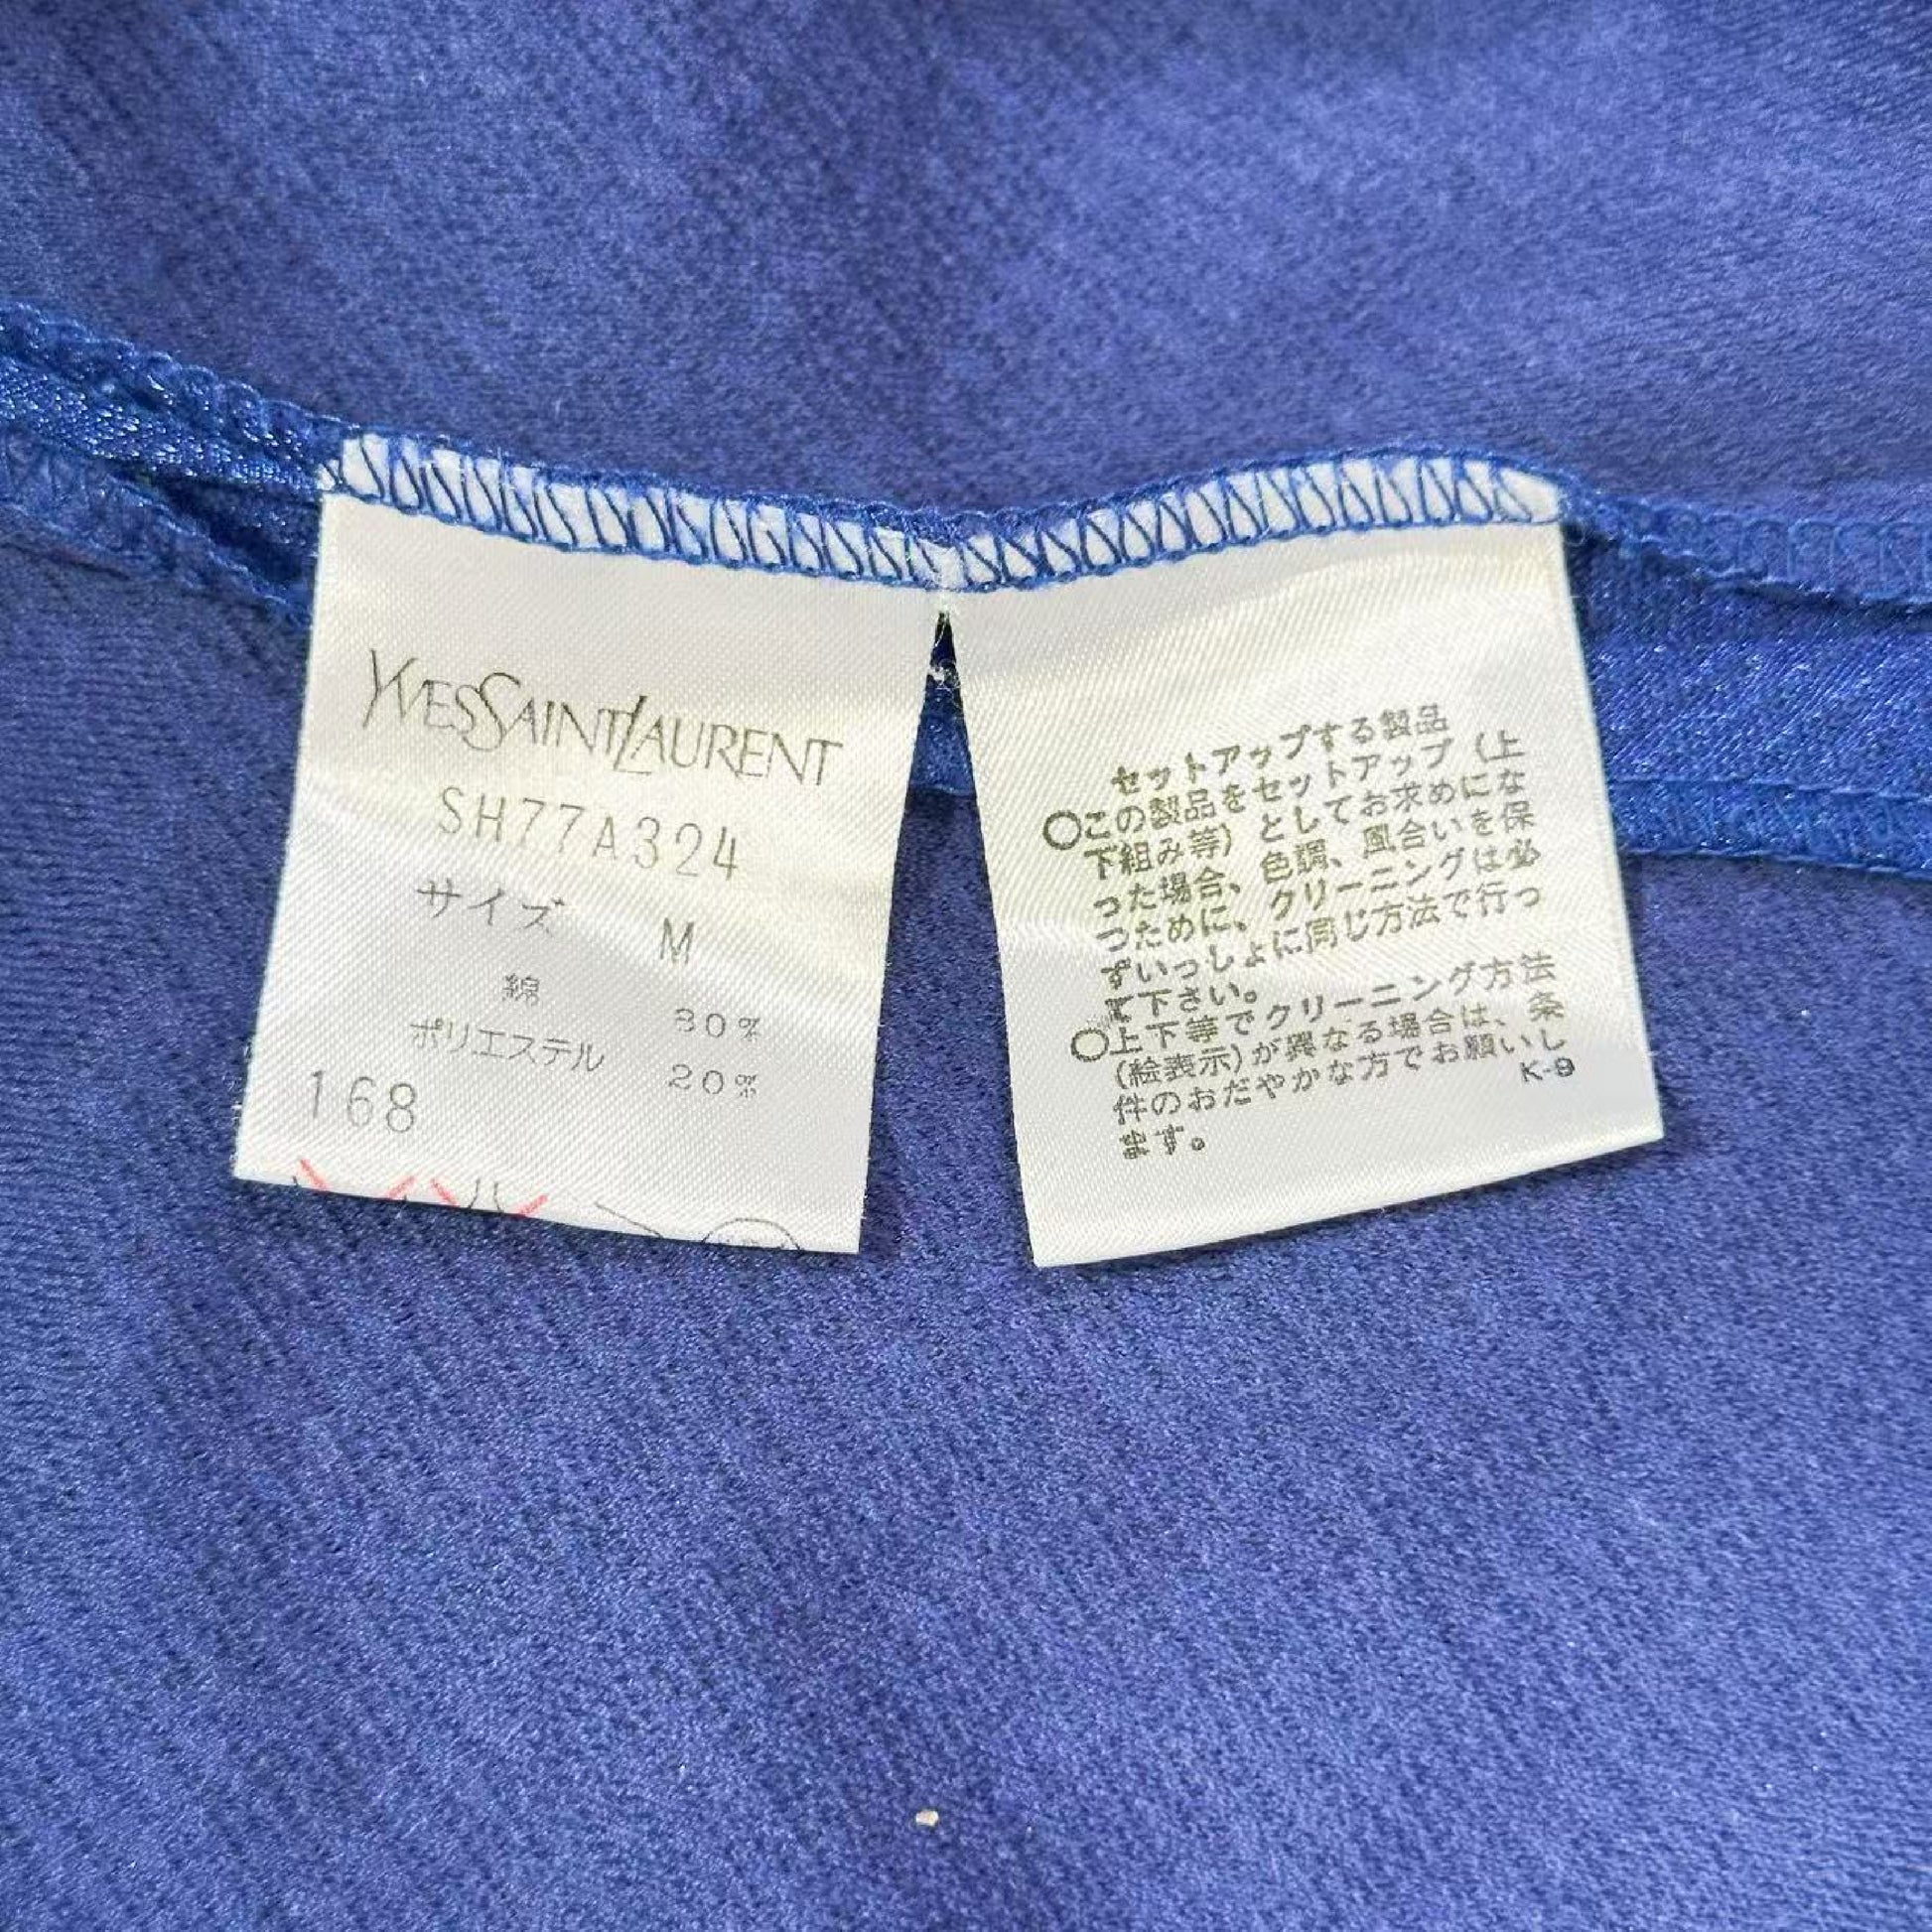 YVESSAINTLAURENT
SH77A324
サイズ M
綿 80%
ポリエステル 20%
168
セットアップする製品
○この製品をセットアップ（上
下組み等）としてお求めにな
った場合、色調、風合いを保
つために、クリーニングは必
ずいっしょに同じ方法で行っ
て下さい。
○上下等でクリーニング方法
(絵表示)が異なる場合は、条
件のおだやかな方でお願いし
ます。
K-9